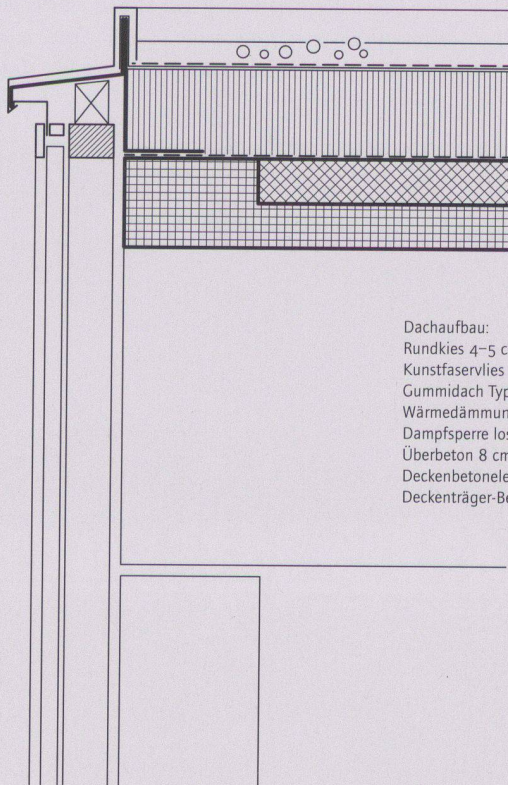 Dachaufbau:
Rundkies 4–5 c
Kunstfaservlies
Gummidach Typ
Wärmedämmun
Dampfsperre los
Überbeton 8 cm
Deckenbetonele
Deckenträger-Be